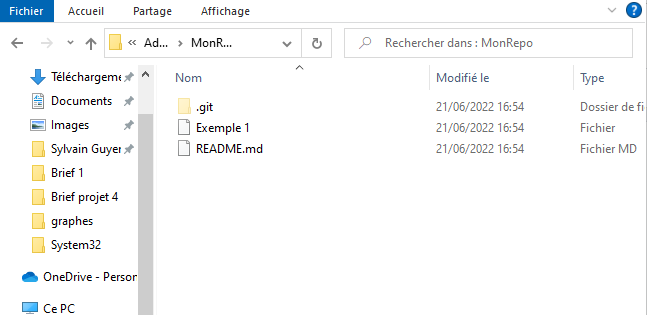 Fichier Accueil Partage Affichage
« Ad... > MonR... Rechercher dans : MonRepo
Nom Modifié le Type
Téléchargeme
Documents
Images
Sylvain Guyer
Brief 1
Brief projet 4
graphes
System32
OneDrive - Person
Ce PC
.git 21/06/2022 16:54 Dossier de fi
Exemple 1 21/06/2022 16:54 Fichier
README.md 21/06/2022 16:54 Fichier MD